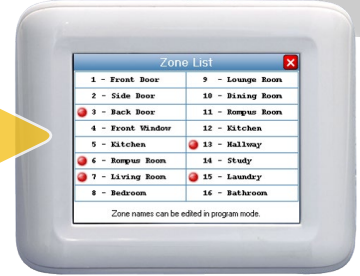 Zone List
1 - Front Door
2 - Side Door
3 - Back Door
4 - Front Window
5 - Kitchen
6 - Rompus Room
7 - Living Room
8 - Bedroom
9 - Lounge Room
10 - Dining Room
11 - Rompus Room
12 - Kitchen
13 - Hallway
14 - Study
15 - Laundry
16 - Bathroom
Zone names can be edited in program mode.